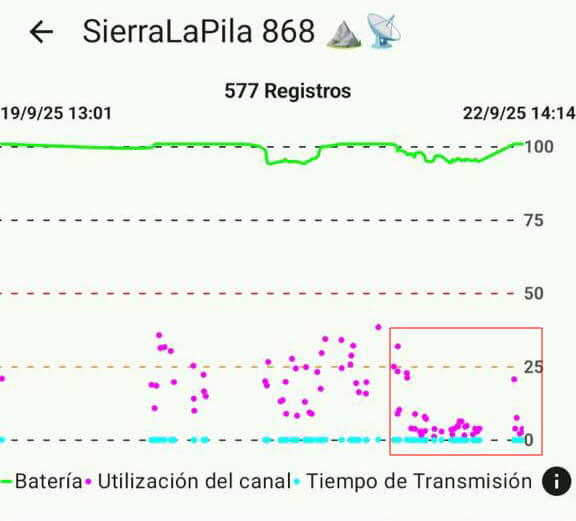 SierraLaPila 868
577 Registros
19/9/25 13:01 22/9/25 14:14
100
75
50
25
0
Batería Utilización del canal Tiempo de Transmisión i